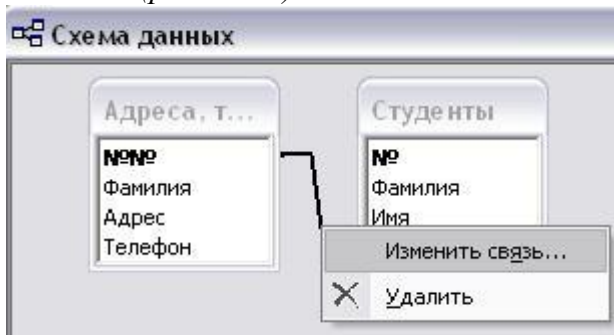 Схема данных
Адреса, т...
№№
Фамилия
Адрес
Телефон
Студенты
№
Фамилия
Имя
Изменить связь...
Удалить